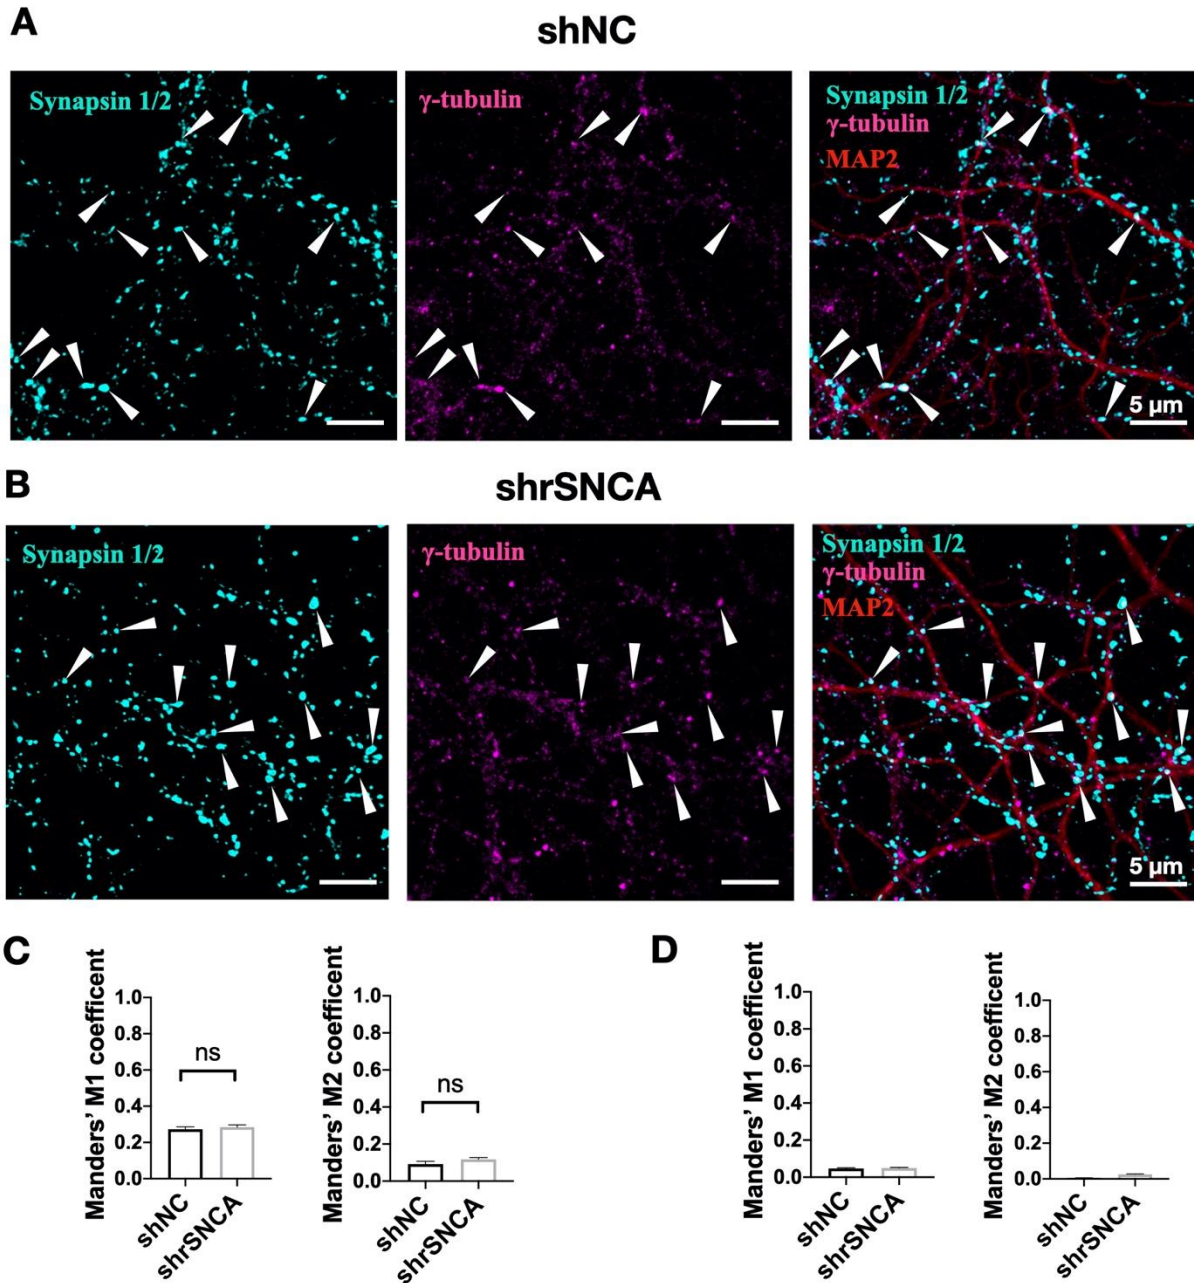 A
shNC
Synapsin 1/2
γ-tubulin
Synapsin 1/2
γ-tubulin
MAP2
5 µm
B
shrSNCA
Synapsin 1/2
γ-tubulin
Synapsin 1/2
γ-tubulin
MAP2
5 µm
C
Manders' M1 coefficent
1.0
0.8
0.6
0.4
0.2
0.0
ns
shNC
shrSNCA
Manders' M2 coefficent
1.0
0.8
0.6
0.4
0.2
0.0
ns
shNC
shrSNCA
D
Manders' M1 coefficent
1.0
0.8
0.6
0.4
0.2
0.0
shNC
shrSNCA
Manders' M2 coefficent
1.0
0.8
0.6
0.4
0.2
0.0
shNC
shrSNCA